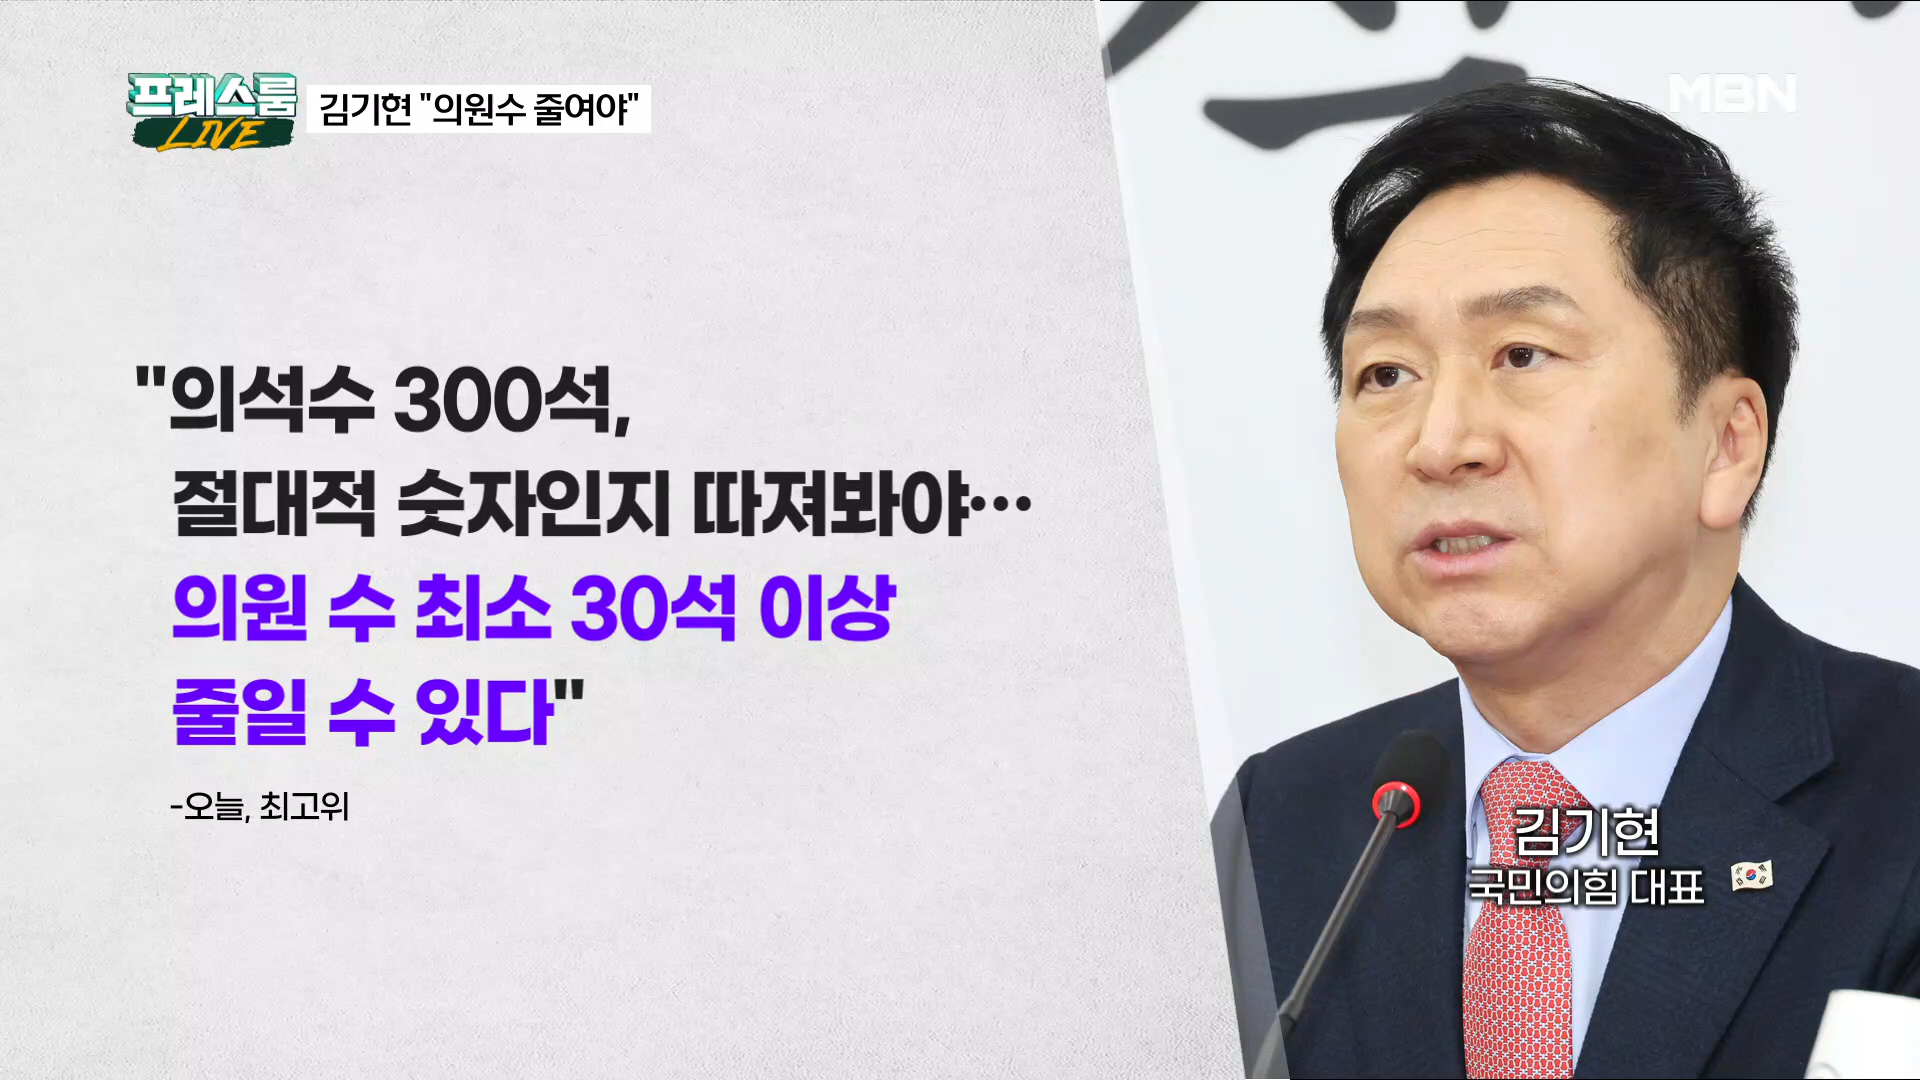 프레스룸
LIVE
김기현 "의원수 줄여야"
MBN
"의석수 300석,
절대적 숫자인지 따져봐야…
의원 수 최소 30석 이상
줄일 수 있다"
-오늘, 최고위
김기현
국민의힘 대표